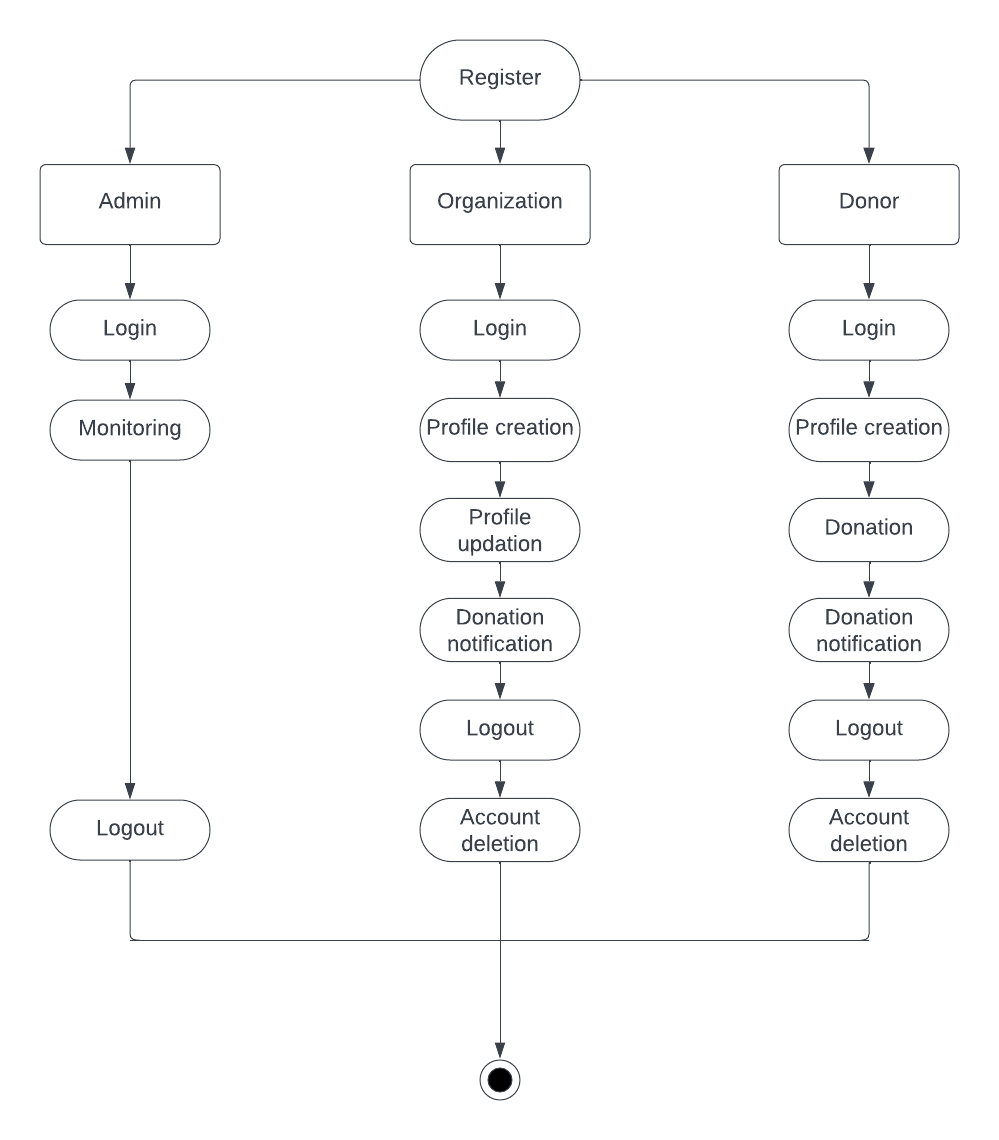 Register
Admin
Organization
Donor
Login
Login
Login
Monitoring
Profile creation
Profile creation
Profile
updation
Donation
Donation
notification
Donation
notification
Logout
Logout
Logout
Account
deletion
Account
deletion